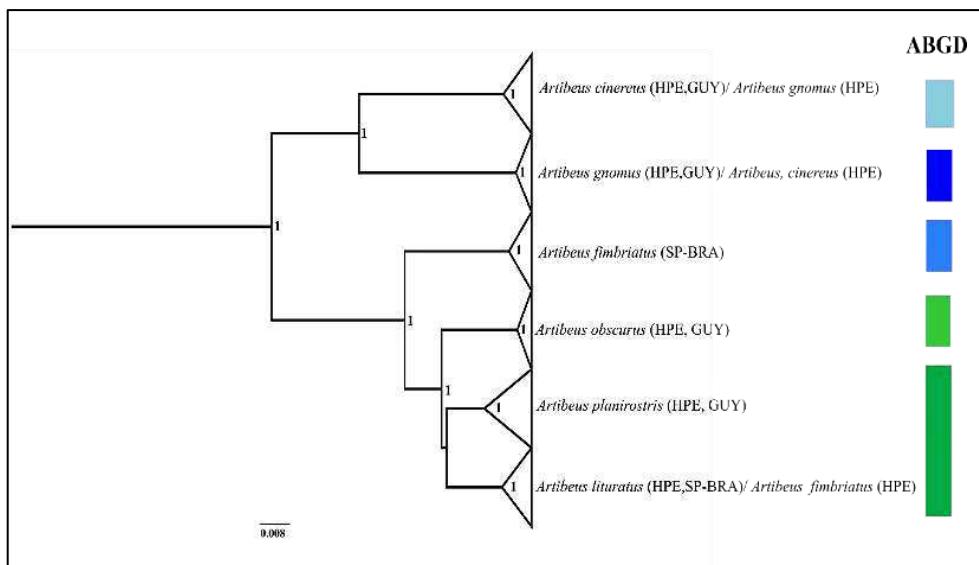 ABGD
1
Artibeus cinereus (HPE,GUY)/ Artibeus gnomus (HPE)
1
1
Artibeus gnomus (HPE,GUY)/ Artibeus, cinereus (HPE)
1
1
Artibeus fimbriatus (SP-BRA)
1
1
Artibeus obscurus (HPE, GUY)
1
1
Artibeus planirostris (HPE, GUY)
1
Artibeus lituratus (HPE,SP-BRA)/ Artibeus fimbriatus (HPE)
0.008